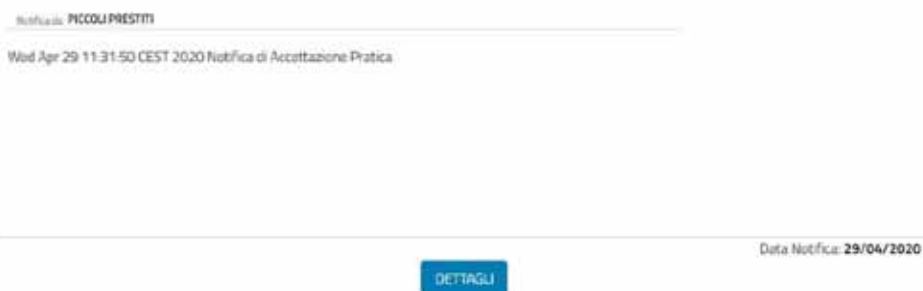 Notifica da: PICCOLI PRESTITI
Wed Apr 29 11:31:50 CEST 2020 Notifica di Accettazione Pratica
Data Notifica: 29/04/2020
DETTAGLI